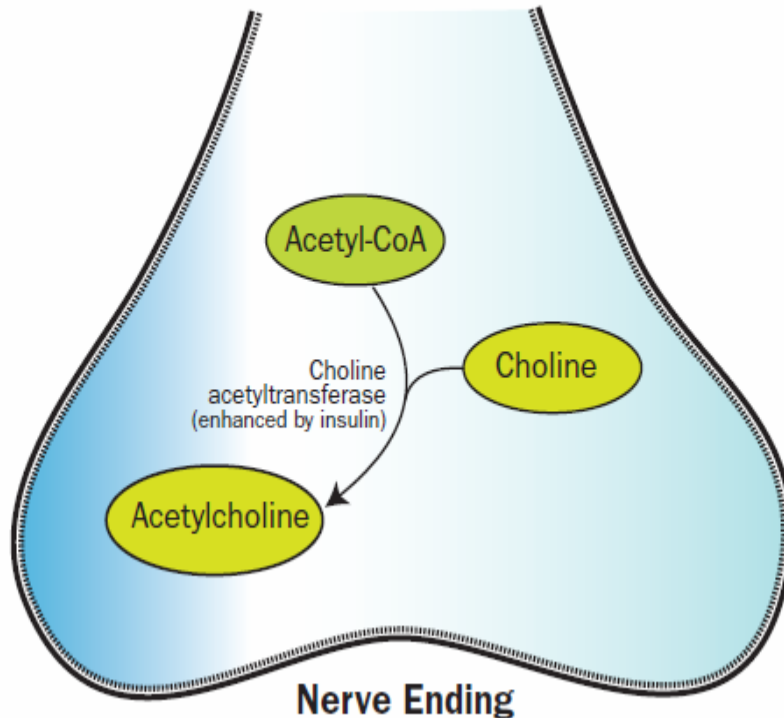 Acetyl-CoA
Choline
acetyltransferase
(enhanced by insulin)
Choline
Acetylcholine
Nerve Ending